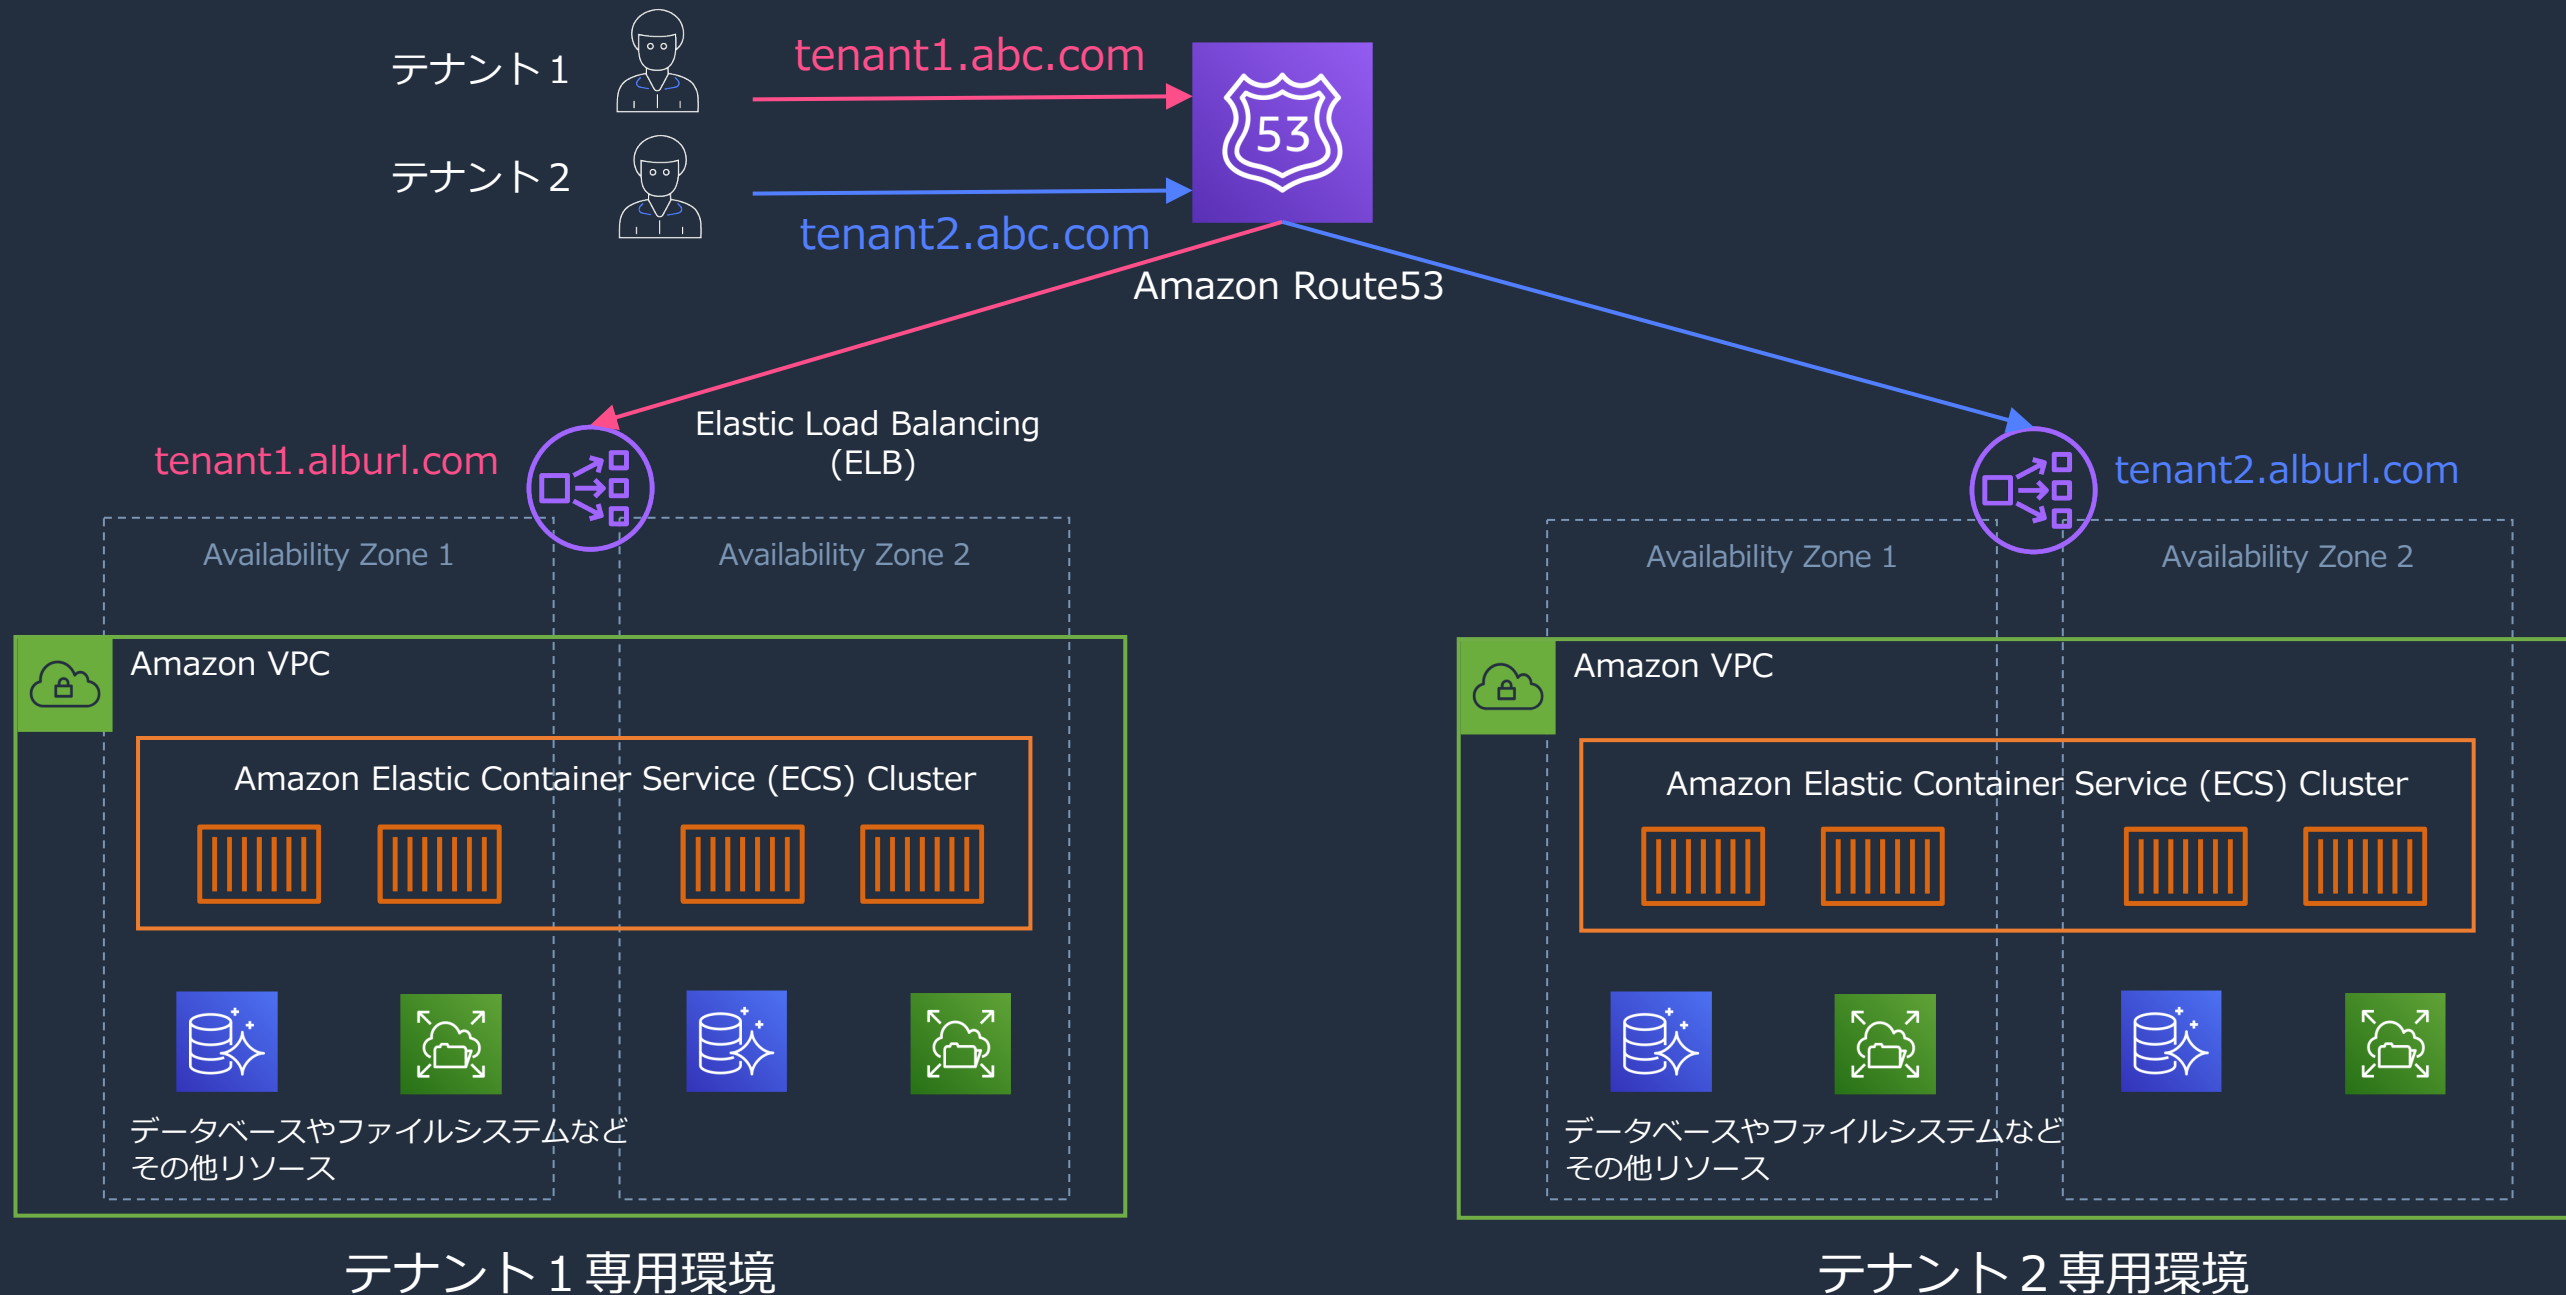 テナント1
tenant1.abc.com
53
テナント2
tenant2.abc.com
Amazon Route53
Elastic Load Balancing
(ELB)
tenant1.alburl.com
tenant2.alburl.com
Availability Zone 1
Availability Zone 2
Availability Zone 1
Availability Zone 2
Amazon VPC
Amazon VPC
Amazon Elastic Container Service (ECS) Cluster
Amazon Elastic Container Service (ECS) Cluster
データベースやファイルシステムなど
その他リソース
データベースやファイルシステムなど
その他リソース
テナント1専用環境
テナント2専用環境